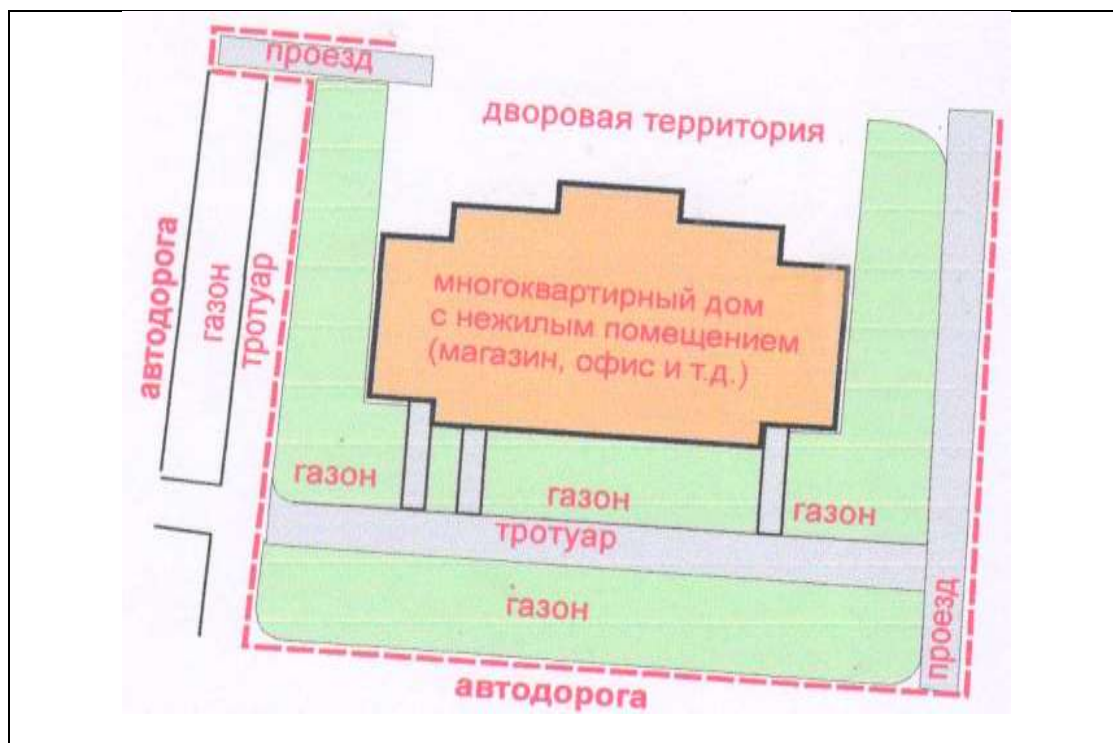 проезд
дворовая территория
автодорога
газон
тротуар
многоквартирный дом
с нежилым помещением
(магазин, офис и т.д.)
газон
газон
газон
тротуар
газон
проезд
автодорога